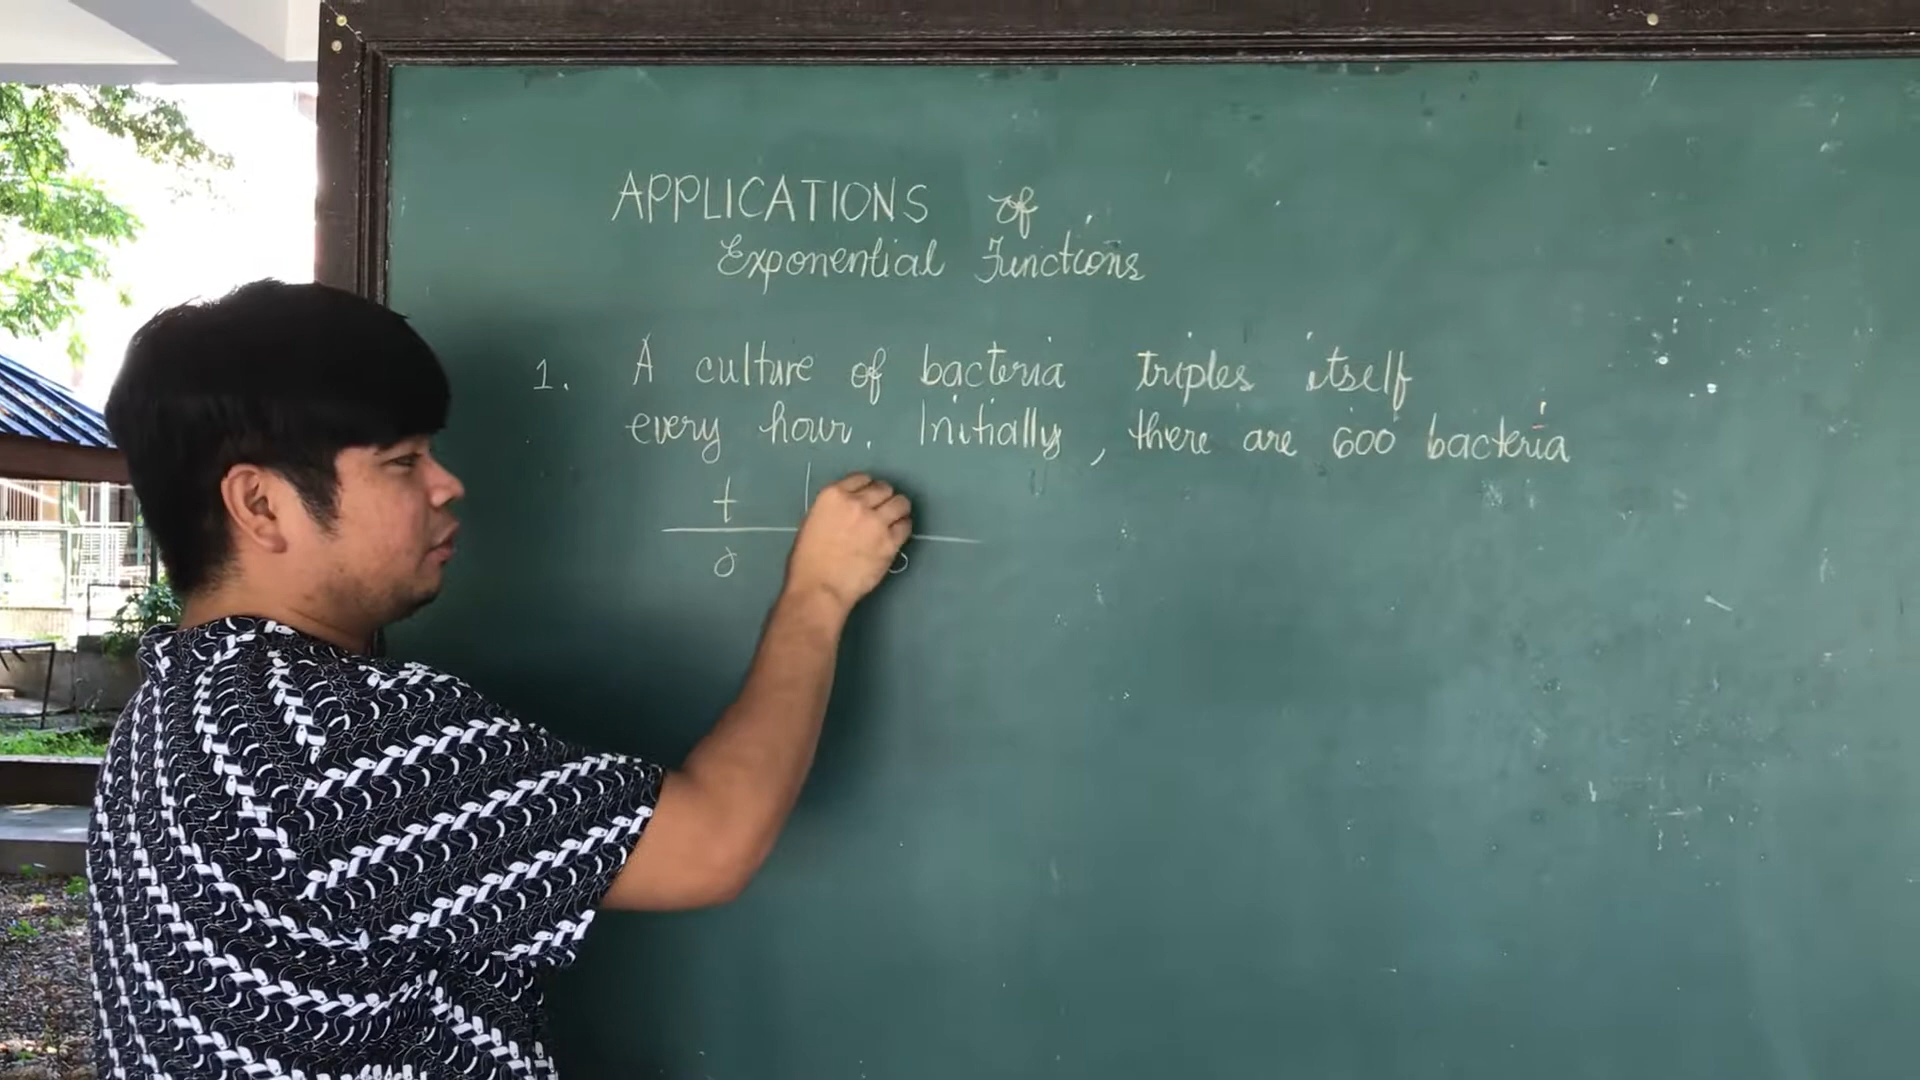 APPLICATIONS of
Exponential Functions
1. A culture of bacteria triples itself
every hour. Initially, there are 600 bacteria
t
0